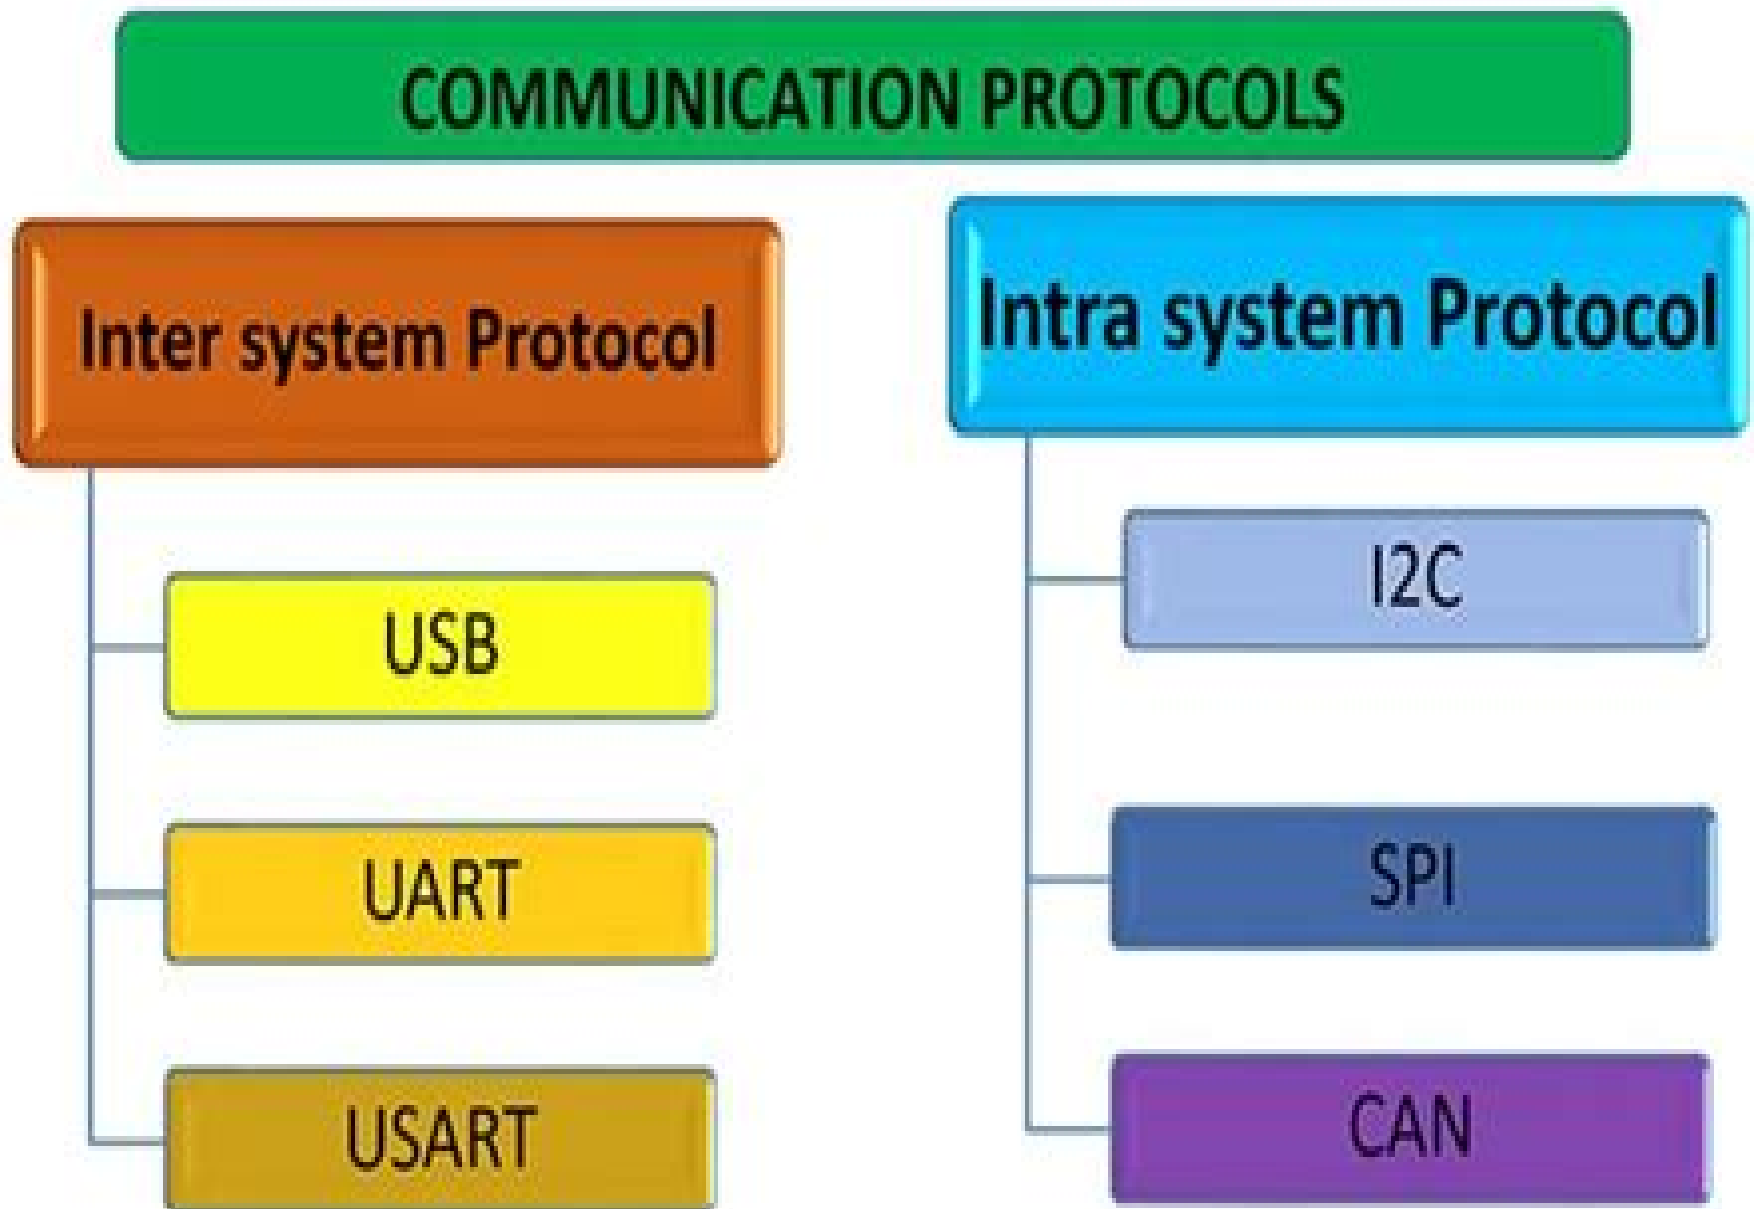 COMMUNICATION PROTOCOLS
Inter system Protocol
USB
UART
USART
Intra system Protocol
I2C
SPI
CAN